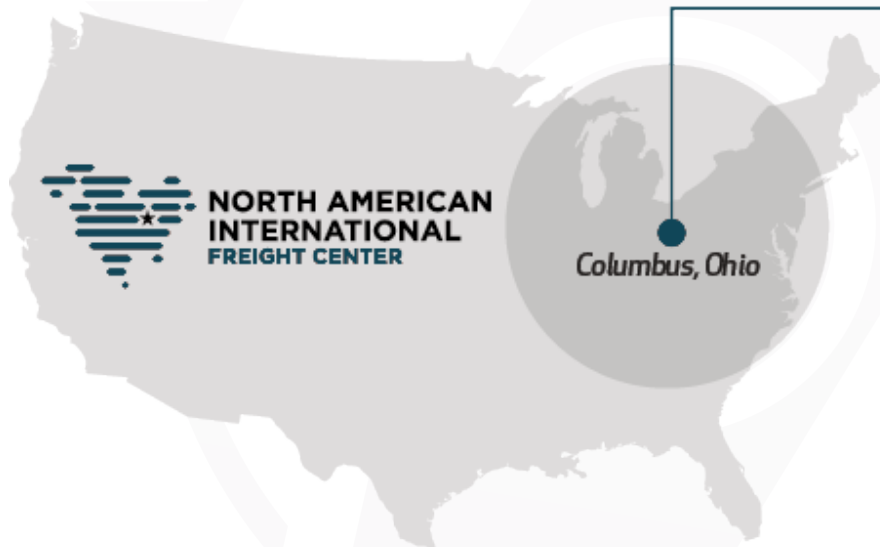 NORTH AMERICAN
INTERNATIONAL
FREIGHT CENTER
Columbus, Ohio